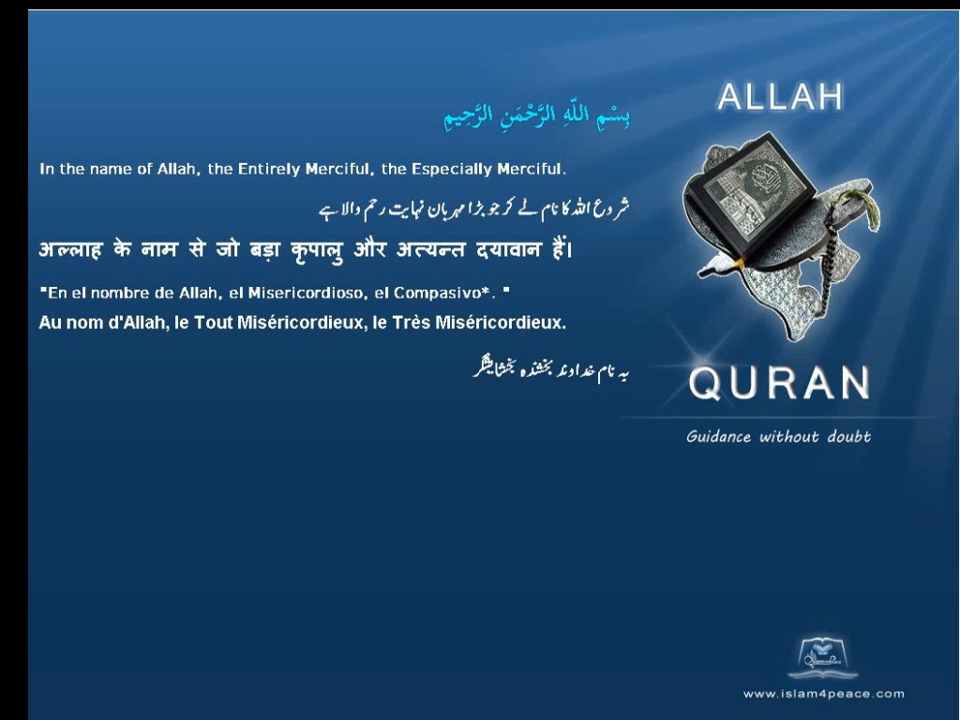 بِسْمِ اللّهِ الرَّحْمَنِ الرَّحِيمِ
In the name of Allah, the Entirely Merciful, the Especially Merciful.
شروع اللہ کا نام لے کر جو بڑا مہربان نہایت رحم والا ہے
अल्लाह के नाम से जो बड़ा कृपालु और अत्यन्त दयावान हैं।
"En el nombre de Allah, el Misericordioso, el Compasivo*. "
Au nom d'Allah, le Tout Miséricordieux, le Très Miséricordieux.
به نام خداوند بخشنده بخشایشگر
ALLAH
QURAN
Guidance without doubt
www.islam4peace.com